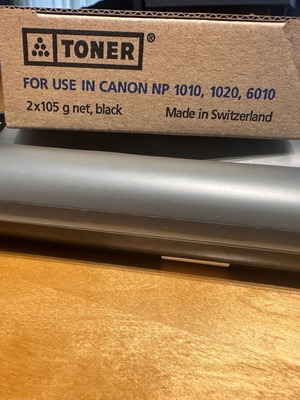 TONER®
FOR USE IN CANON NP 1010, 1020, 6010
2x105 g net, black Made in Switzerland